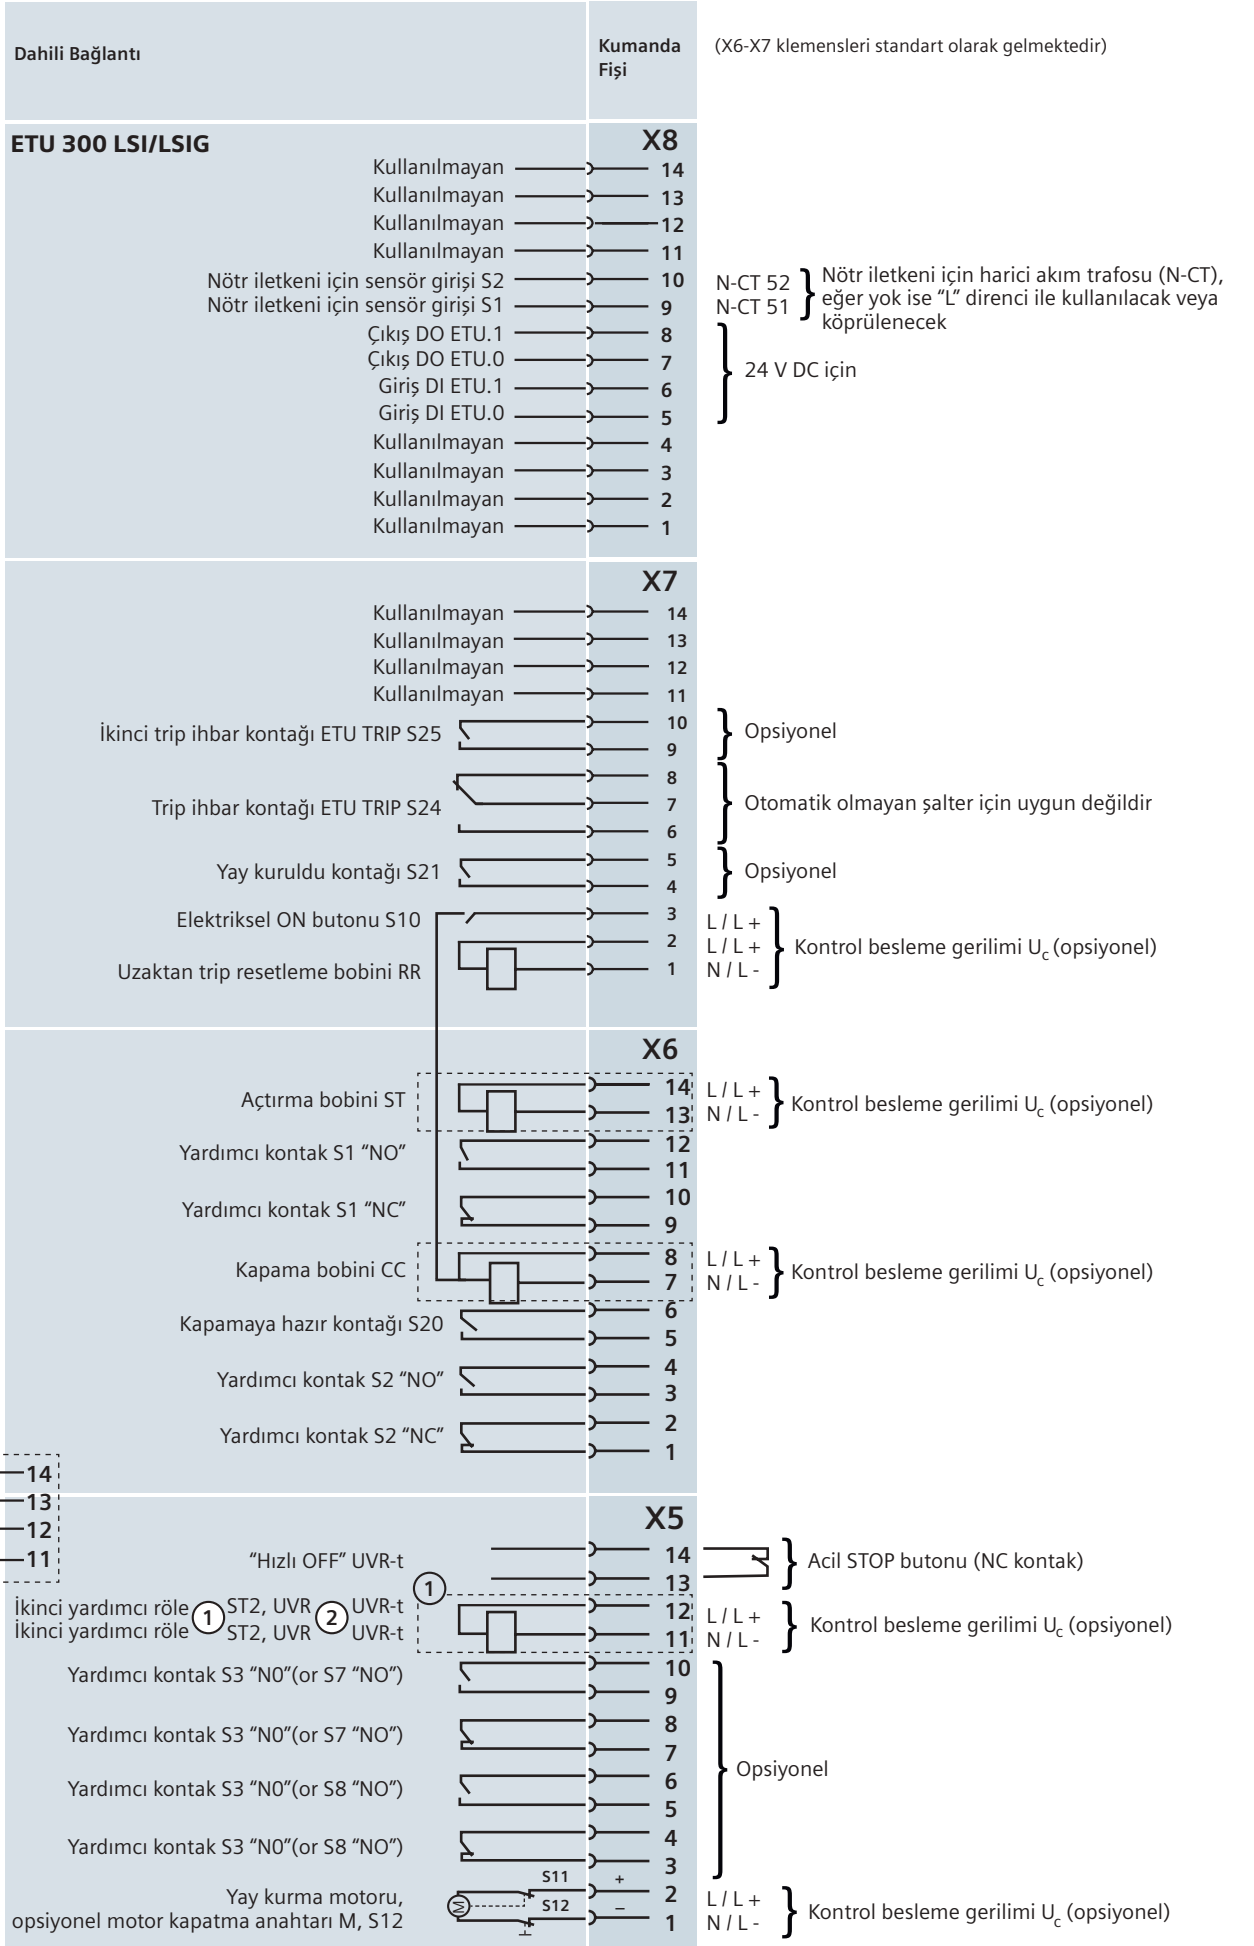 Dahili Bağlantı
Kumanda
Fişi
(X6-X7 klemensleri standart olarak gelmektedir)
ETU 300 LSI/LSIG
X8
Kullanılmayan 14
Kullanılmayan 13
Kullanılmayan 12
Kullanılmayan 11
Nötr iletkeni için sensör girişi S2 10
Nötr iletkeni için sensör girişi S1 9
N-CT 52
N-CT 51
Nötr iletkeni için harici akım trafosu (N-CT),
eğer yok ise "L" direnci ile kullanılacak veya
köprülenecek
Çıkış DO ETU.1 8
Çıkış DO ETU.0 7
Giriş DI ETU.1 6
Giriş DI ETU.0 5
24 V DC için
Kullanılmayan 4
Kullanılmayan 3
Kullanılmayan 2
Kullanılmayan 1
X7
Kullanılmayan 14
Kullanılmayan 13
Kullanılmayan 12
Kullanılmayan 11
İkinci trip ihbar kontağı ETU TRIP S25
10
9
Opsiyonel
Trip ihbar kontağı ETU TRIP S24
8
7
6
Otomatik olmayan şalter için uygun değildir
Yay kuruldu kontağı S21
5
4
Opsiyonel
Elektriksel ON butonu S10
3
L / L +
Uzaktan trip resetleme bobini RR
2
L / L +
1
N / L -
Kontrol besleme gerilimi Uc (opsiyonel)
X6
Açtırma bobini ST
14
L / L +
13
N / L -
Kontrol besleme gerilimi Uc (opsiyonel)
Yardımcı kontak S1 "NO"
12
11
Yardımcı kontak S1 "NC"
10
9
Kapama bobini CC
8
L / L +
7
N / L -
Kontrol besleme gerilimi Uc (opsiyonel)
Kapamaya hazır kontağı S20
6
5
Yardımcı kontak S2 "NO"
4
3
Yardımcı kontak S2 "NC"
2
1
14
13
12
11
X5
"Hızlı OFF" UVR-t
14
13
Acil STOP butonu (NC kontak)
1
İkinci yardımcı röle 1 ST2, UVR 2 UVR-t
İkinci yardımcı röle ST2, UVR UVR-t
12
L / L +
11
N / L -
Kontrol besleme gerilimi Uc (opsiyonel)
Yardımcı kontak S3 "N0"(or S7 "NO")
10
9
Yardımcı kontak S3 "N0"(or S7 "NO")
8
7
Opsiyonel
Yardımcı kontak S3 "N0"(or S8 "NO")
6
5
Yardımcı kontak S3 "N0"(or S8 "NO")
4
3
Yay kurma motoru,
opsiyonel motor kapatma anahtarı M, S12
M
S11 + 2
S12 – 1
L / L +
N / L -
Kontrol besleme gerilimi Uc (opsiyonel)